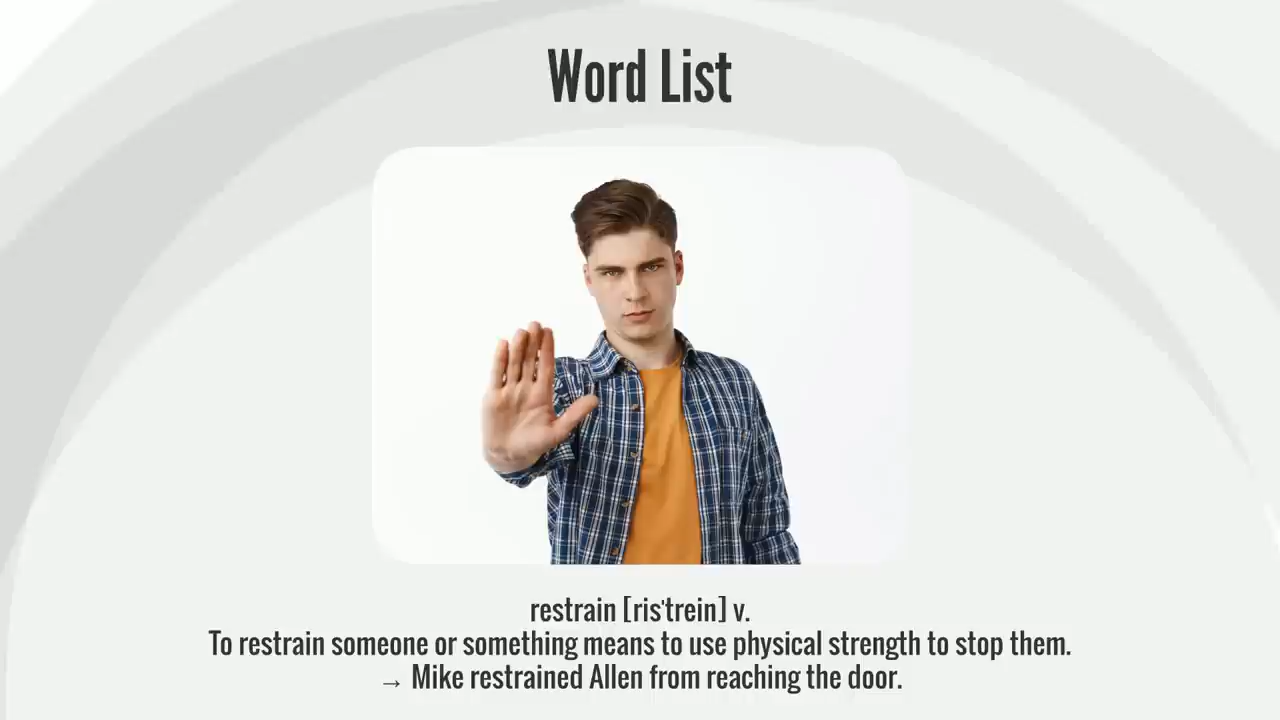 Word List
restrain [ris'trein] v.
To restrain someone or something means to use physical strength to stop them.
→ Mike restrained Allen from reaching the door.